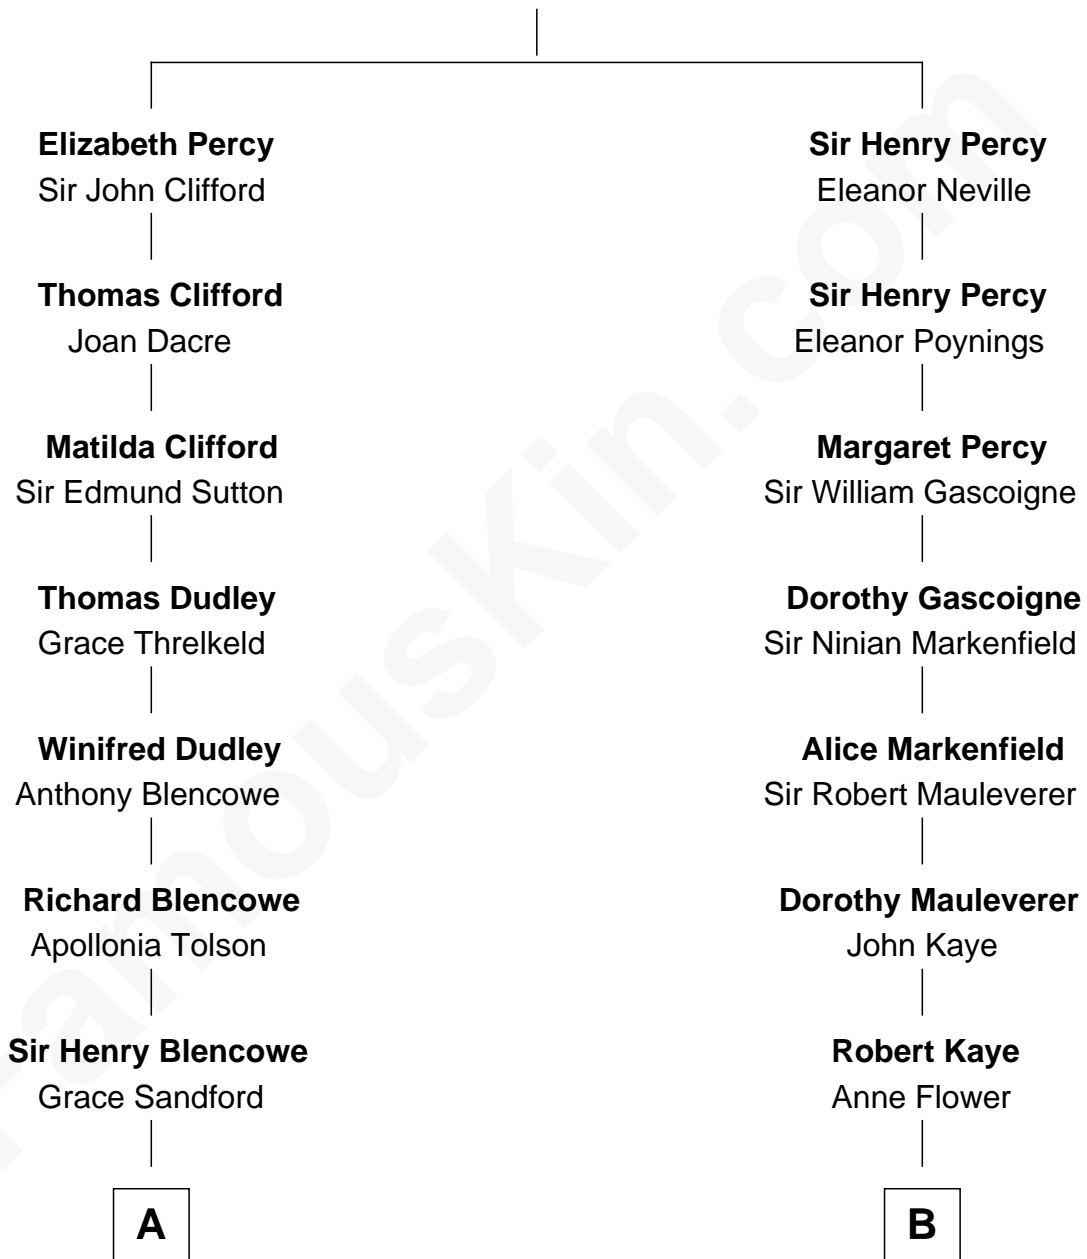 Elizabeth Percy
Sir John Clifford
Thomas Clifford
Joan Dacre
Matilda Clifford
Sir Edmund Sutton
Thomas Dudley
Grace Threlkeld
Winifred Dudley
Anthony Blencowe
Richard Blencowe
Apollonia Tolson
Sir Henry Blencowe
Grace Sandford
A
Sir Henry Percy
Eleanor Neville
Sir Henry Percy
Eleanor Poynings
Margaret Percy
Sir William Gascoigne
Dorothy Gascoigne
Sir Ninian Markenfield
Alice Markenfield
Sir Robert Mauleverer
Dorothy Mauleverer
John Kaye
Robert Kaye
Anne Flower
B
FamousKin.com